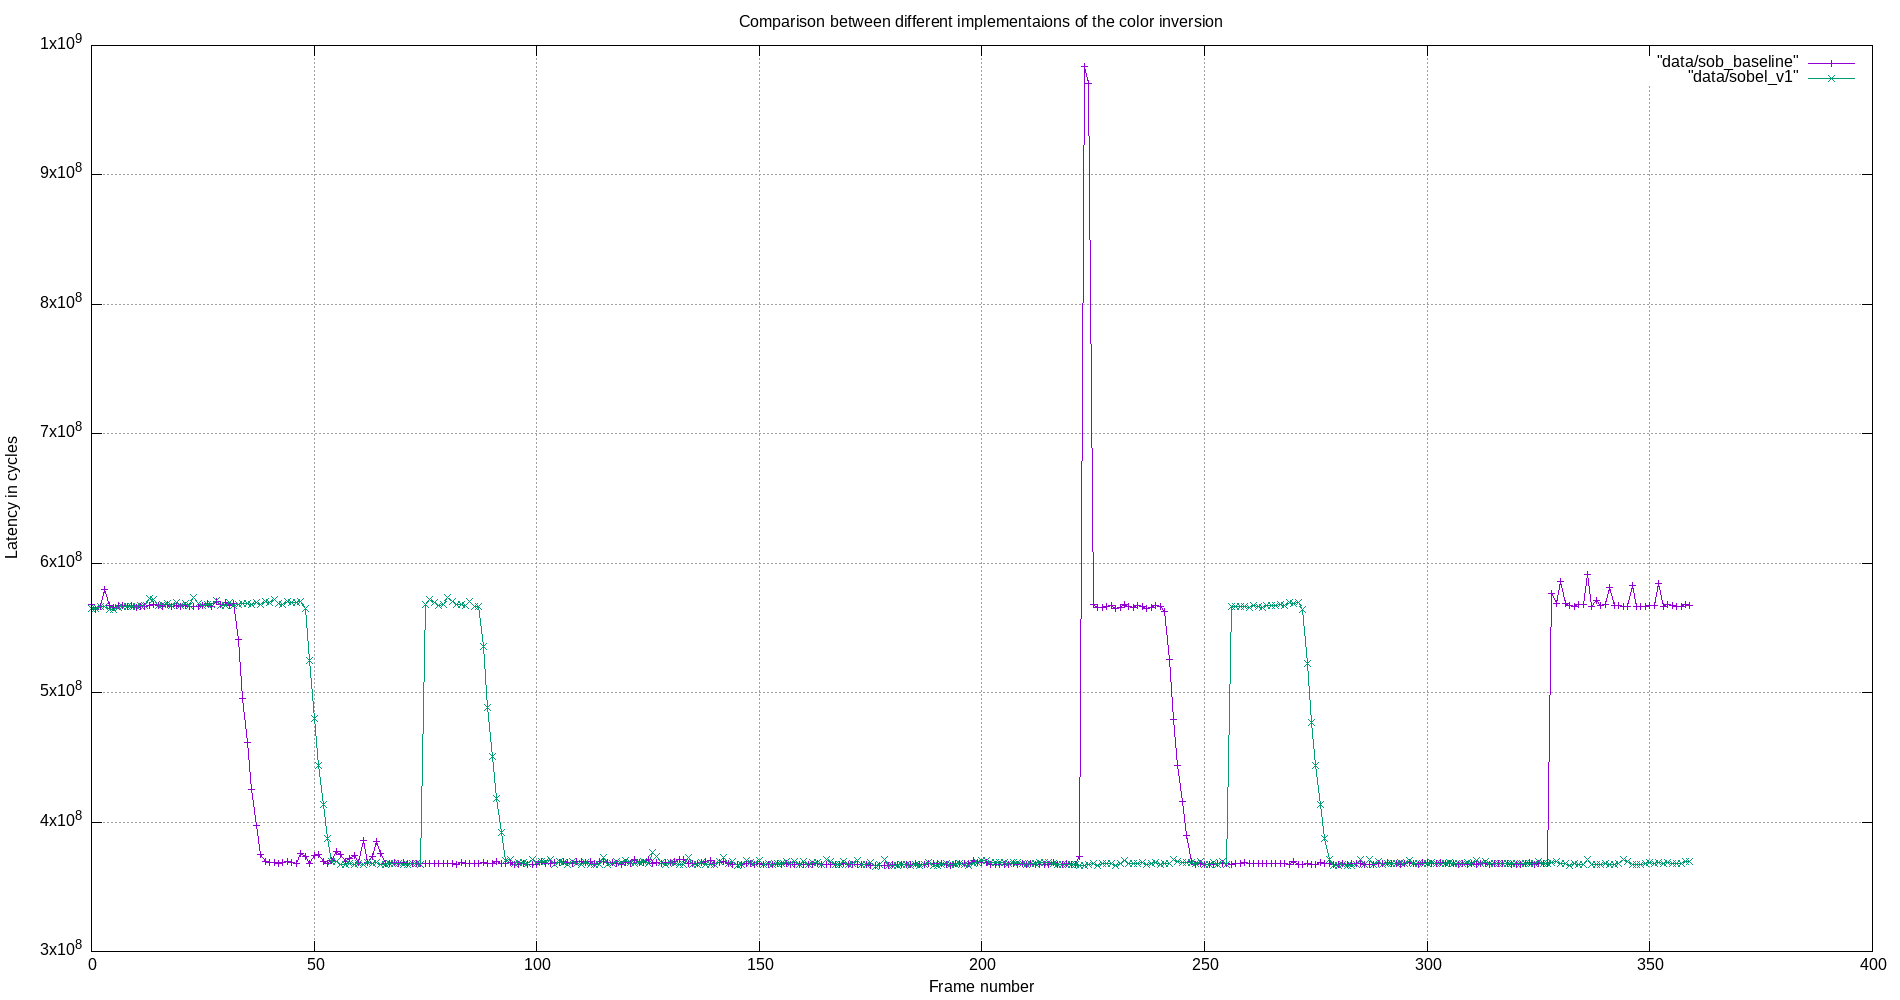 Comparison between different implementaions of the color inversion
1x10^9
9x10^8
8x10^8
7x10^8
6x10^8
5x10^8
4x10^8
3x10^8
"data/sob_baseline"
"data/sobel_v1"
Latency in cycles
0 50 100 150 200 250 300 350 400
Frame number